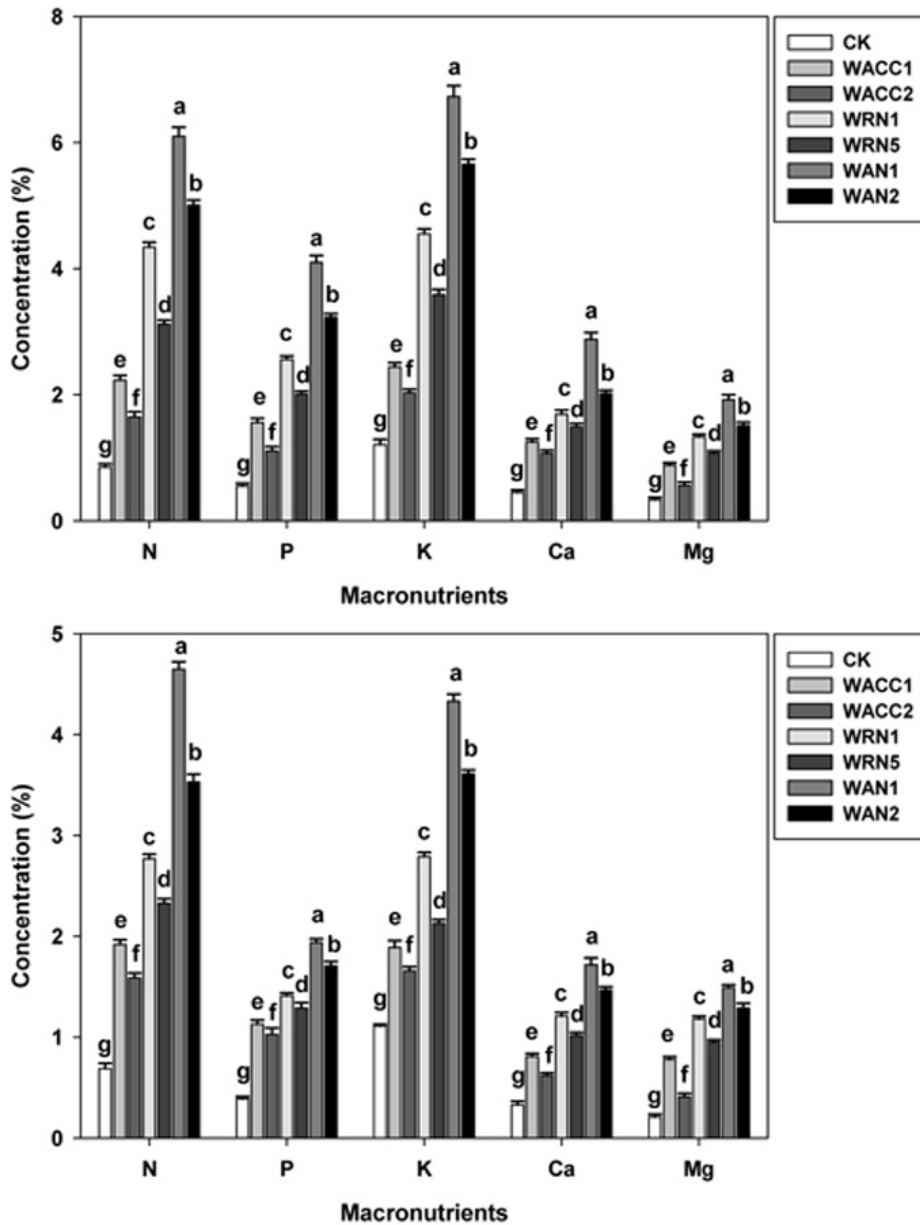 8
6
4
2
0
Concentration (%)
g e f c d a b
g e f c d a b
g e f c d a b
g e f c d a b
g e f c d a b
N P K Ca Mg
Macronutrients
CK
WACC1
WACC2
WRN1
WRN5
WAN1
WAN2
5
4
3
2
1
0
Concentration (%)
g e f c d a b
g e f c d a b
g e f c d a b
g e f c d a b
g e f c d a b
N P K Ca Mg
Macronutrients
CK
WACC1
WACC2
WRN1
WRN5
WAN1
WAN2